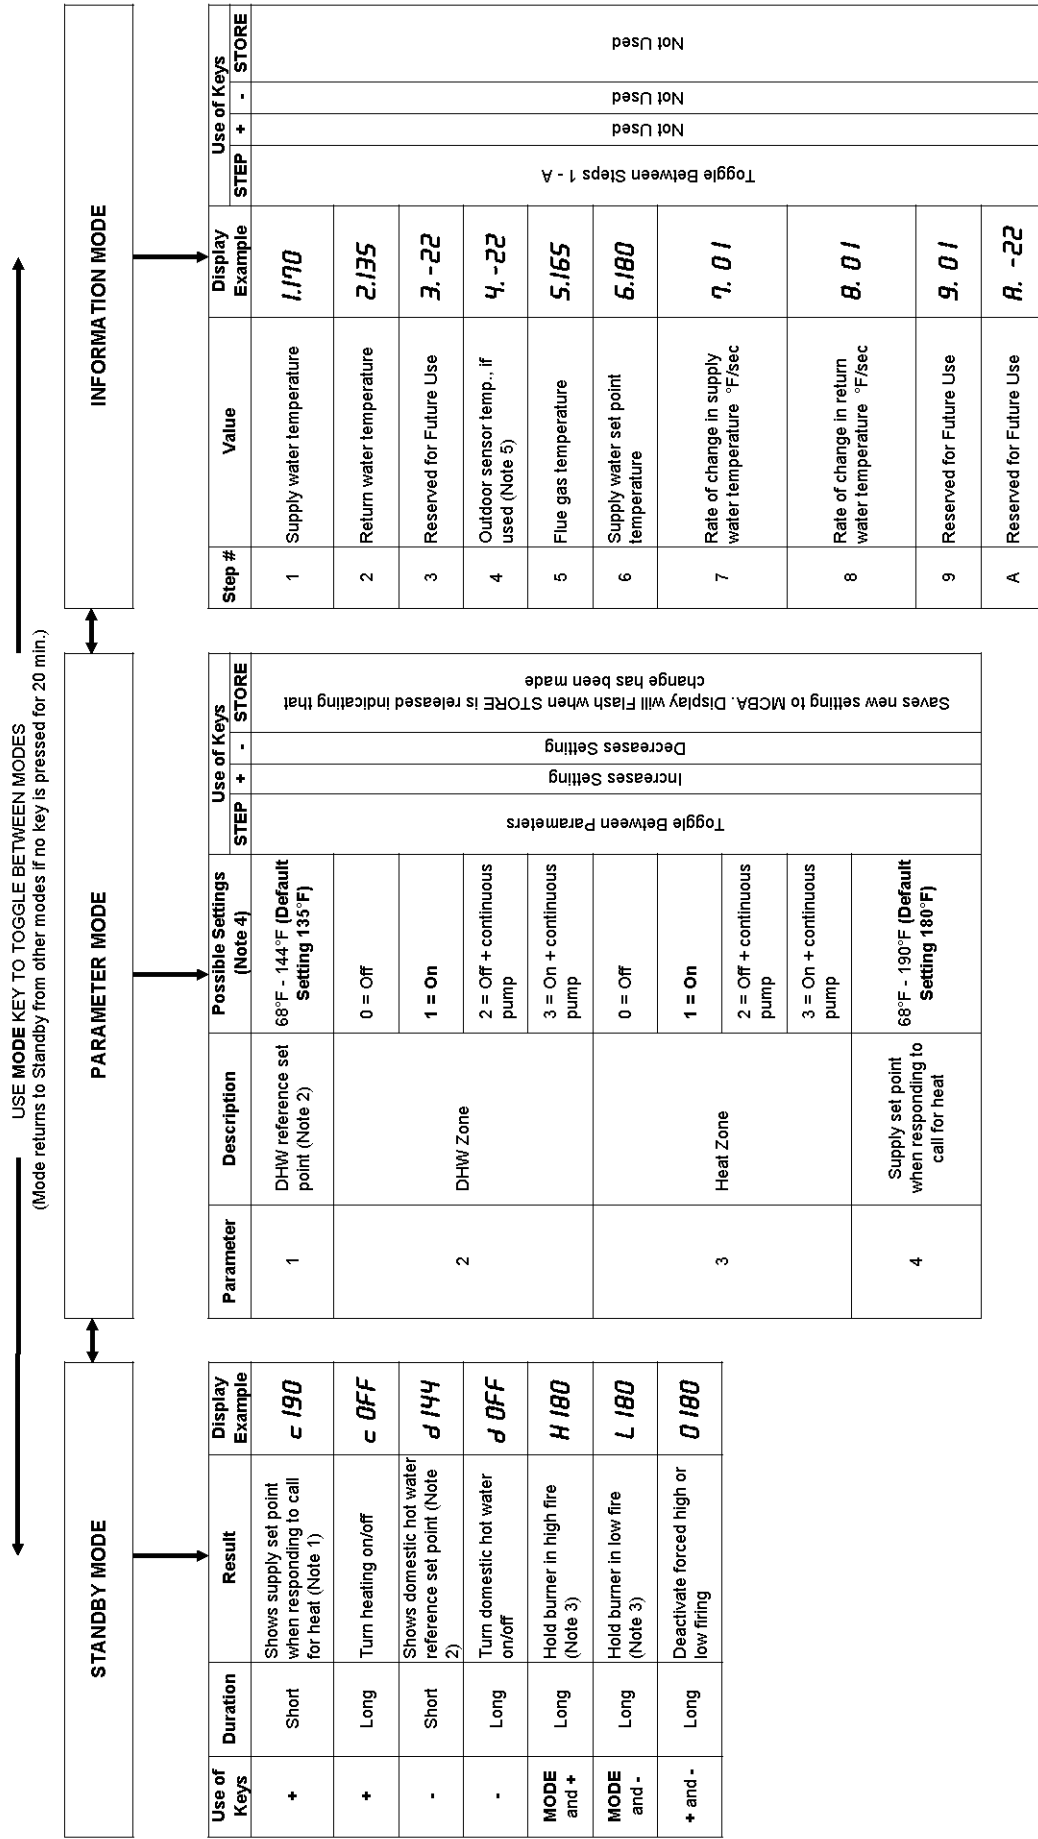 USE MODE KEY TO TOGGLE BETWEEN MODES
(Mode returns to Standby from other modes if no key is pressed for 20 min.)
STANDBY MODE
Use of Keys
Duration
Result
Display Example
+
Short
Shows supply set point
when responding to call
for heat (Note 1)
c 190
+
Long
Turn heating on/off
c OFF
-
Short
Shows domestic hot water
reference set point (Note
2)
d 144
-
Long
Turn domestic hot water
on/off
d OFF
MODE
and +
Long
Hold burner in high fire
(Note 3)
H 180
MODE
and -
Long
Hold burner in low fire
(Note 3)
L 180
+ and -
Long
Deactivate forced high or
low firing
0 180
PARAMETER MODE
Parameter
Description
Possible Settings
(Note 4)
Use of Keys
STEP
+
-
STORE
1
DHW reference set
point (Note 2)
68°F - 144°F (Default
Setting 135°F)
2
DHW Zone
0 = Off
1 = On
2 = Off + continuous
pump
3 = On + continuous
pump
3
Heat Zone
0 = Off
1 = On
2 = Off + continuous
pump
3 = On + continuous
pump
4
Supply set point
when responding to
call for heat
68°F - 190°F (Default
Setting 180°F)
Toggle Between Parameters
Increases Setting
Decreases Setting
Saves new setting to MCBA. Display will Flash when STORE is released indicating that
change has been made
INFORMATION MODE
Step #
Value
Display
Example
Use of Keys
STEP
+
-
STORE
1
Supply water temperature
1.170
2
Return water temperature
2.135
3
Reserved for Future Use
3. -22
4
Outdoor sensor temp., if
used (Note 5)
4. -22
5
Flue gas temperature
5.165
6
Supply water set point
temperature
6.180
7
Rate of change in supply
water temperature °F/sec
7. 01
8
Rate of change in return
water temperature °F/sec
8. 01
9
Reserved for Future Use
9. 01
A
Reserved for Future Use
A. -22
Toggle Between Steps 1 - A
Not Used
Not Used
Not Used